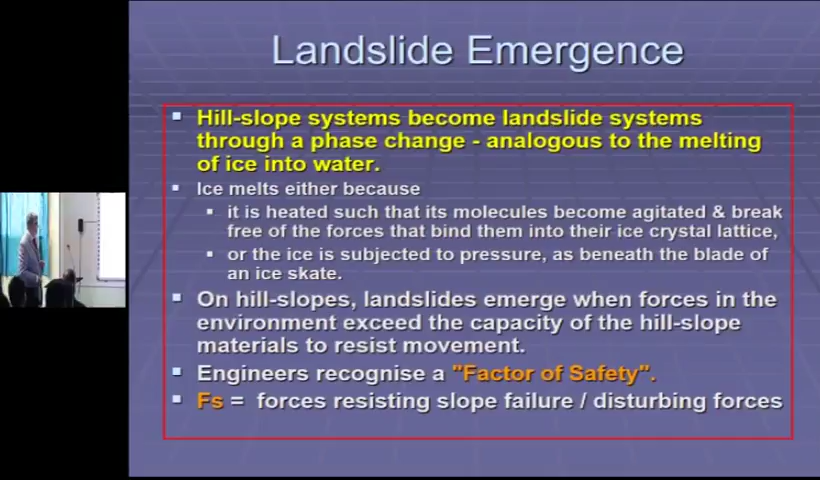 Landslide Emergence
Hill-slope systems become landslide systems
through a phase change - analogous to the melting
of ice into water.
Ice melts either because
it is heated such that its molecules become agitated & break
free of the forces that bind them into their ice crystal lattice,
or the ice is subjected to pressure, as beneath the blade of
an ice skate.
On hill-slopes, landslides emerge when forces in the
environment exceed the capacity of the hill-slope
materials to resist movement.
Engineers recognise a "Factor of Safety".
Fs = forces resisting slope failure / disturbing forces